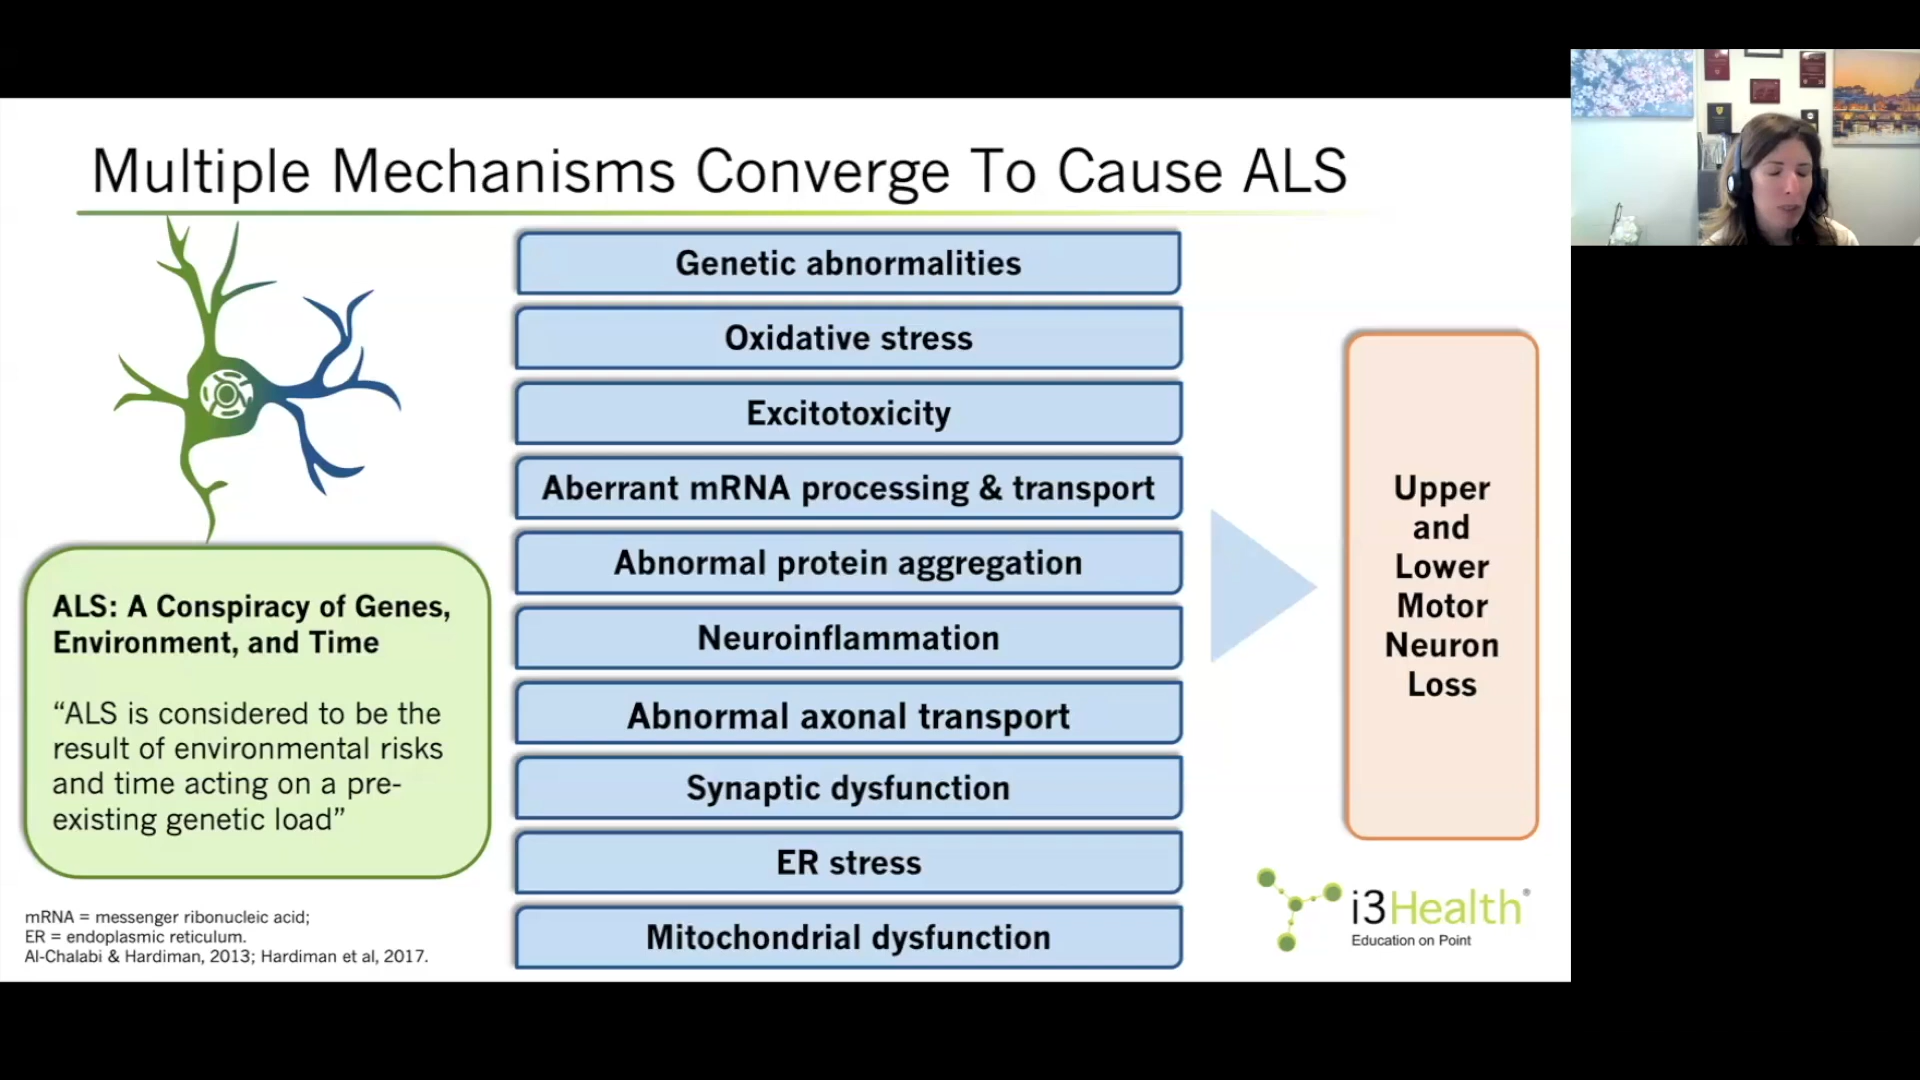 Multiple Mechanisms Converge To Cause ALS
Genetic abnormalities
Oxidative stress
Excitotoxicity
Aberrant mRNA processing & transport
Abnormal protein aggregation
Neuroinflammation
Abnormal axonal transport
Synaptic dysfunction
ER stress
Mitochondrial dysfunction
Upper
and
Lower
Motor
Neuron
Loss
ALS: A Conspiracy of Genes,
Environment, and Time
“ALS is considered to be the
result of environmental risks
and time acting on a pre-
existing genetic load”
mRNA = messenger ribonucleic acid;
ER = endoplasmic reticulum.
Al-Chalabi & Hardiman, 2013; Hardiman et al, 2017.
i3Health®
Education on Point